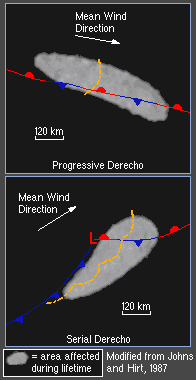 Mean Wind
Direction
120 km
Progressive Derecho
Mean Wind
Direction
L
120 km
Serial Derecho
= area affected
during lifetime
Modified from Johns
and Hirt, 1987